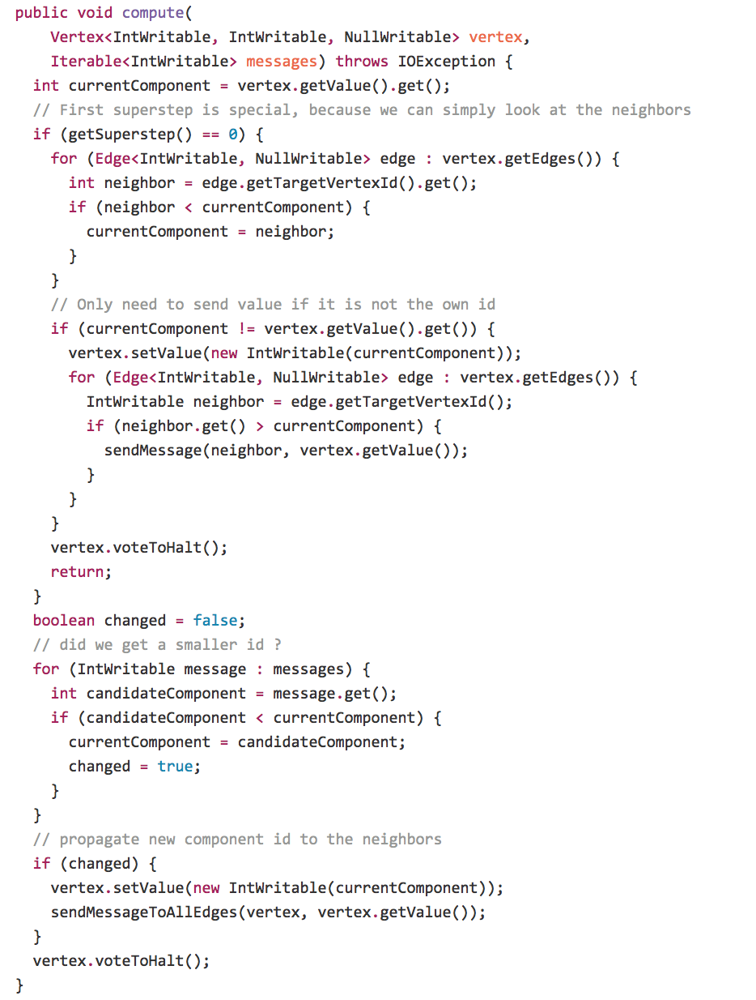 public void compute(
    Vertex<IntWritable, IntWritable, NullWritable> vertex,
    Iterable<IntWritable> messages) throws IOException {
  int currentComponent = vertex.getValue().get();
  // First superstep is special, because we can simply look at the neighbors
  if (getSuperstep() == 0) {
    for (Edge<IntWritable, NullWritable> edge : vertex.getEdges()) {
      int neighbor = edge.getTargetVertexId().get();
      if (neighbor < currentComponent) {
        currentComponent = neighbor;
      }
    }
    // Only need to send value if it is not the own id
    if (currentComponent != vertex.getValue().get()) {
      vertex.setValue(new IntWritable(currentComponent));
      for (Edge<IntWritable, NullWritable> edge : vertex.getEdges()) {
        IntWritable neighbor = edge.getTargetVertexId();
        if (neighbor.get() > currentComponent) {
          sendMessage(neighbor, vertex.getValue());
        }
      }
    }
    vertex.voteToHalt();
    return;
  }
  boolean changed = false;
  // did we get a smaller id ?
  for (IntWritable message : messages) {
    int candidateComponent = message.get();
    if (candidateComponent < currentComponent) {
      currentComponent = candidateComponent;
      changed = true;
    }
  }
  // propagate new component id to the neighbors
  if (changed) {
    vertex.setValue(new IntWritable(currentComponent));
    sendMessageToAllEdges(vertex, vertex.getValue());
  }
  vertex.voteToHalt();
}